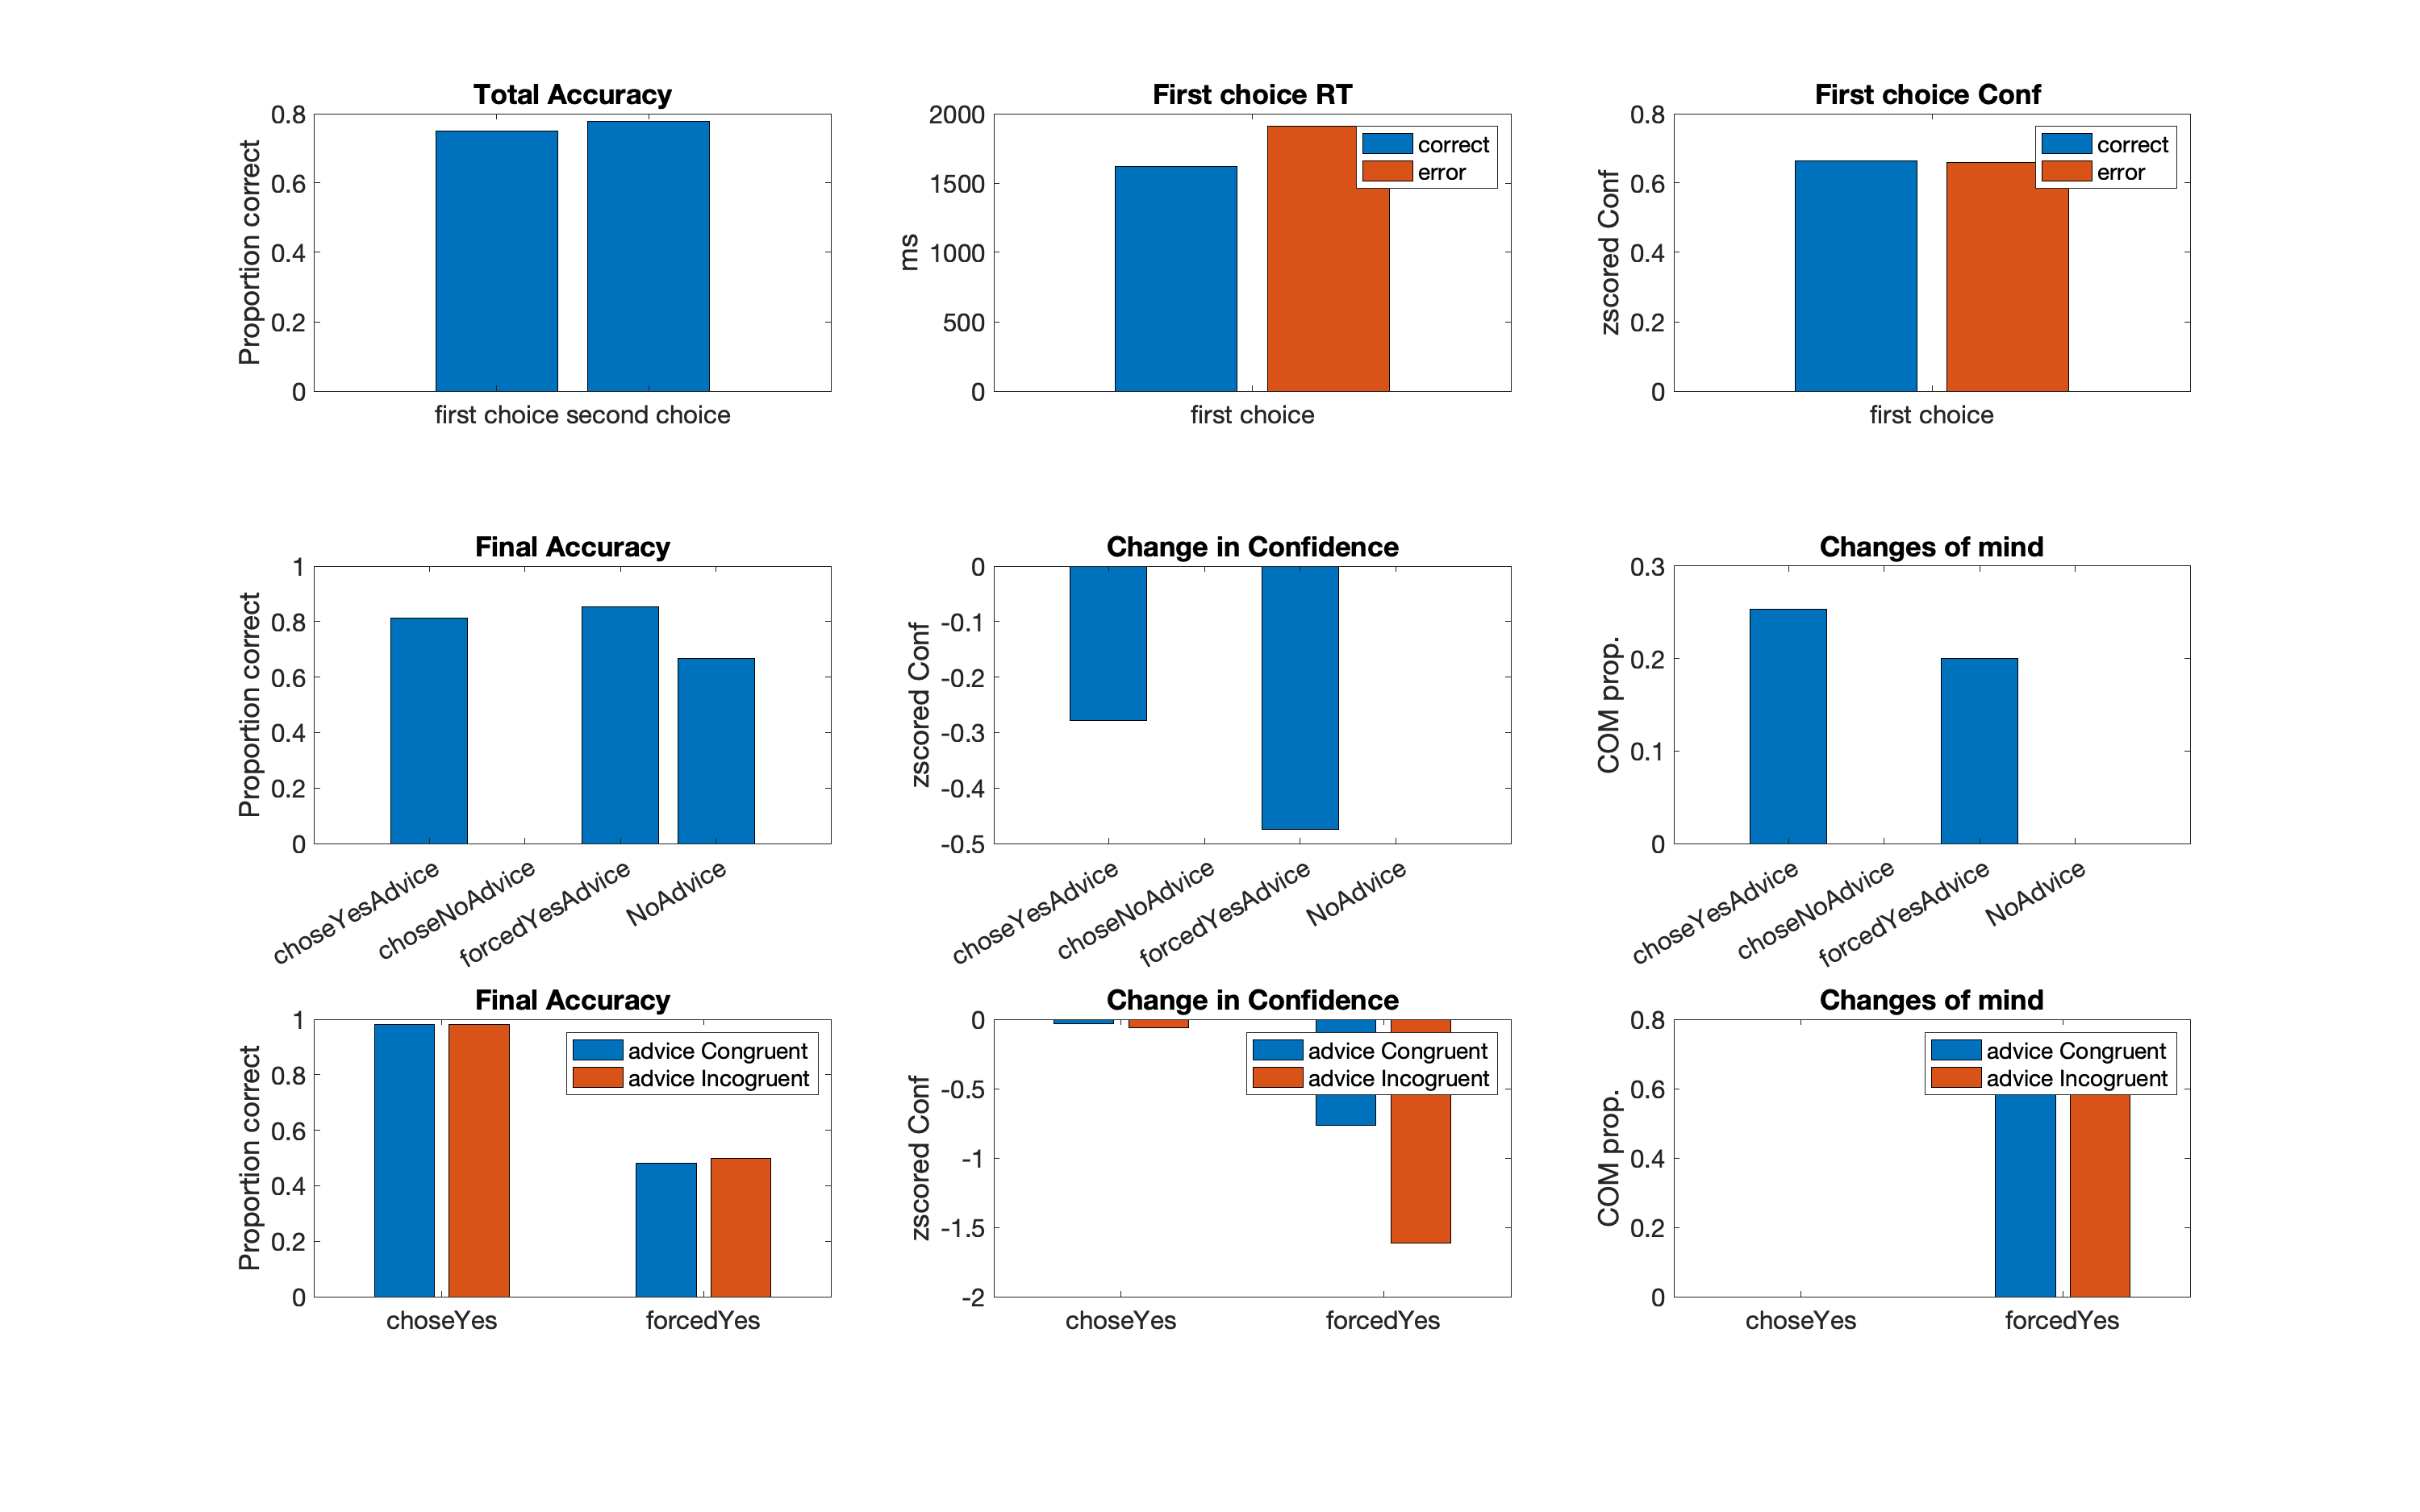 Total Accuracy
Proportion correct
0.8
0.6
0.4
0.2
0
first choice second choice
First choice RT
ms
2000
1500
1000
500
0
correct
error
first choice
First choice Conf
zscored Conf
0.8
0.6
0.4
0.2
0
correct
error
first choice
Final Accuracy
Proportion correct
1
0.8
0.6
0.4
0.2
0
choseYesAdvice
choseNoAdvice
forcedYesAdvice
NoAdvice
Change in Confidence
zscored Conf
0
-0.1
-0.2
-0.3
-0.4
-0.5
choseYesAdvice
choseNoAdvice
forcedYesAdvice
NoAdvice
Changes of mind
COM prop.
0.3
0.2
0.1
0
choseYesAdvice
choseNoAdvice
forcedYesAdvice
NoAdvice
Final Accuracy
Proportion correct
1
0.8
0.6
0.4
0.2
0
advice Congruent
advice Incogruent
choseYes
forcedYes
Change in Confidence
zscored Conf
0
-0.5
-1
-1.5
-2
advice Congruent
advice Incogruent
choseYes
forcedYes
Changes of mind
COM prop.
0.8
0.6
0.4
0.2
0
advice Congruent
advice Incogruent
choseYes
forcedYes